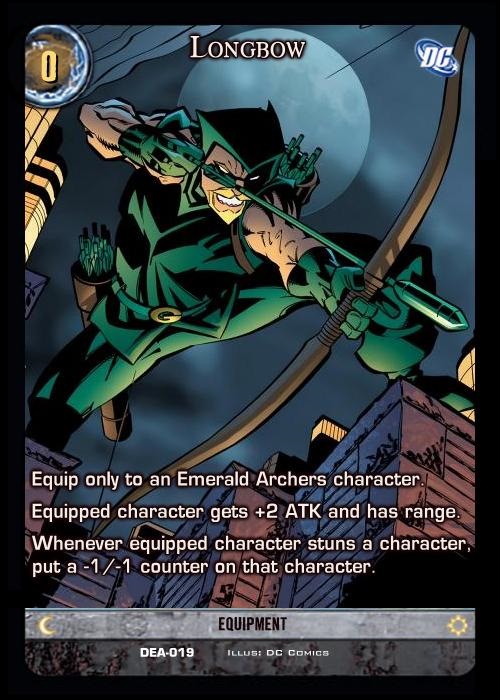 LONGBOW
0
DC
G
Equip only to an Emerald Archers character.
Equipped character gets +2 ATK and has range.
Whenever equipped character stuns a character,
put a -1/-1 counter on that character.
EQUIPMENT
DEA-019 ILLUS: DC COMICS